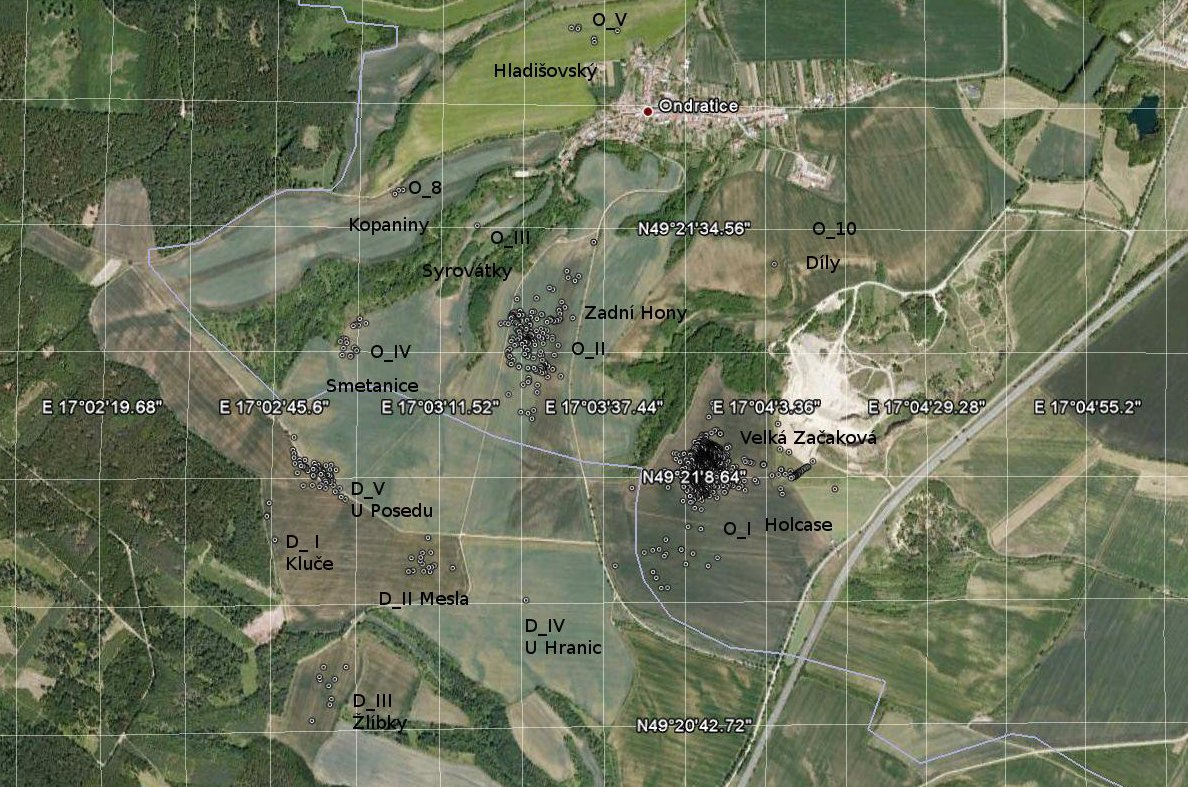 O_V
Hladišovský
Ondratice
O_8
Kopaniny
O_III
N49°21'34.56"
O_10
Syrovátky
Díly
Zadní Hony
O_IV
O_II
Smetanice
E 17°02'19.68"
E 17°02'45.6"
E 17°03'11.52"
E 17°03'37.44"
E 17°04'3.36"
E 17°04'29.28"
E 17°04'55.2"
Velká Začaková
N49°21'8.64"
D_V
U Posedu
O_I
Holcase
D_ I
Kluče
D_II Mesla
D_IV
U Hranic
D_III
Žlíbky
N49°20'42.72"